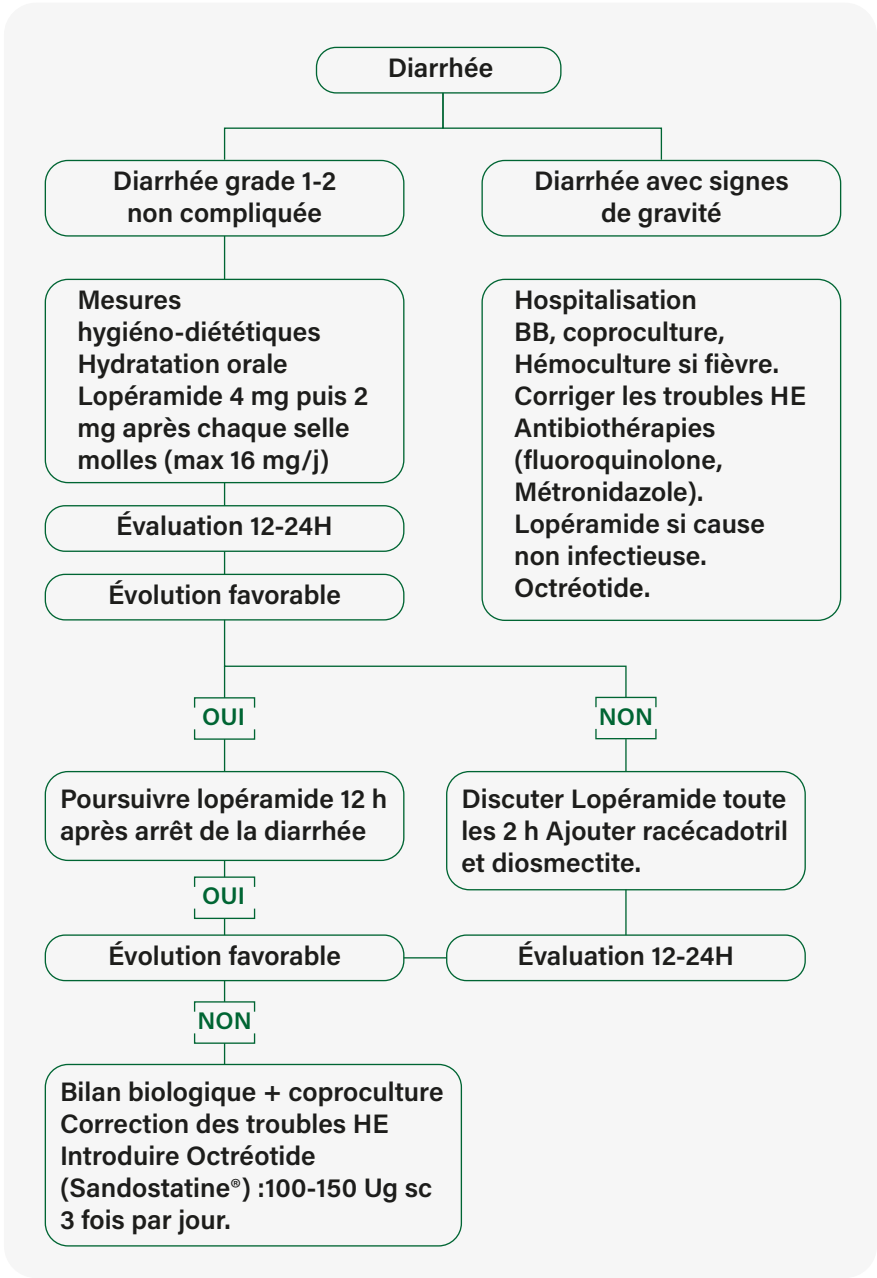 Diarrhée
Diarrhée grade 1-2
non compliquée
Diarrhée avec signes
de gravité
Mesures
hygiéno-diététiques
Hydratation orale
Lopéramide 4 mg puis 2
mg après chaque selle
molles (max 16 mg/j)
Hospitalisation
BB, coproculture,
Hémoculture si fièvre.
Corriger les troubles HE
Antibiothérapies
(fluoroquinolone,
Métronidazole).
Lopéramide si cause
non infectieuse.
Octréotide.
Évaluation 12-24H
Évolution favorable
OUI
NON
Poursuivre lopéramide 12 h
après arrêt de la diarrhée
Discuter Lopéramide toute
les 2 h Ajouter racécadotril
et diosmectite.
OUI
Évolution favorable
Évaluation 12-24H
NON
Bilan biologique + coproculture
Correction des troubles HE
Introduire Octréotide
(Sandostatine®) :100-150 Ug sc
3 fois par jour.